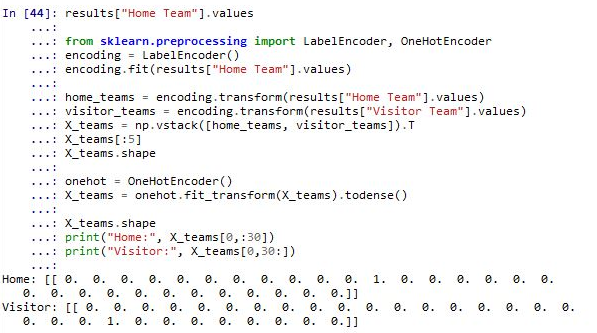 In [44]: results["Home Team"].values
    ...:
    ...: from sklearn.preprocessing import LabelEncoder, OneHotEncoder
    ...: encoding = LabelEncoder()
    ...: encoding.fit(results["Home Team"].values)
    ...:
    ...: home_teams = encoding.transform(results["Home Team"].values)
    ...: visitor_teams = encoding.transform(results["Visitor Team"].values)
    ...: X_teams = np.vstack([home_teams, visitor_teams]).T
    ...: X_teams[:5]
    ...: X_teams.shape
    ...:
    ...: onehot = OneHotEncoder()
    ...: X_teams = onehot.fit_transform(X_teams).todense()
    ...:
    ...: X_teams.shape
    ...: print("Home:", X_teams[0,:30])
    ...: print("Visitor:", X_teams[0,30:])
    ...:
Home: [[ 0. 0. 0. 0. 0. 0. 0. 0. 0. 0. 0. 1. 0. 0. 0. 0. 0. 0.
   0. 0. 0. 0. 0. 0. 0. 0. 0. 0. 0. 0.]]
Visitor: [[ 0. 0. 0. 0. 0. 0. 0. 0. 0. 0. 0. 0. 0. 0. 0. 0. 0. 0.
   0. 0. 0. 1. 0. 0. 0. 0. 0. 0. 0. 0.]]